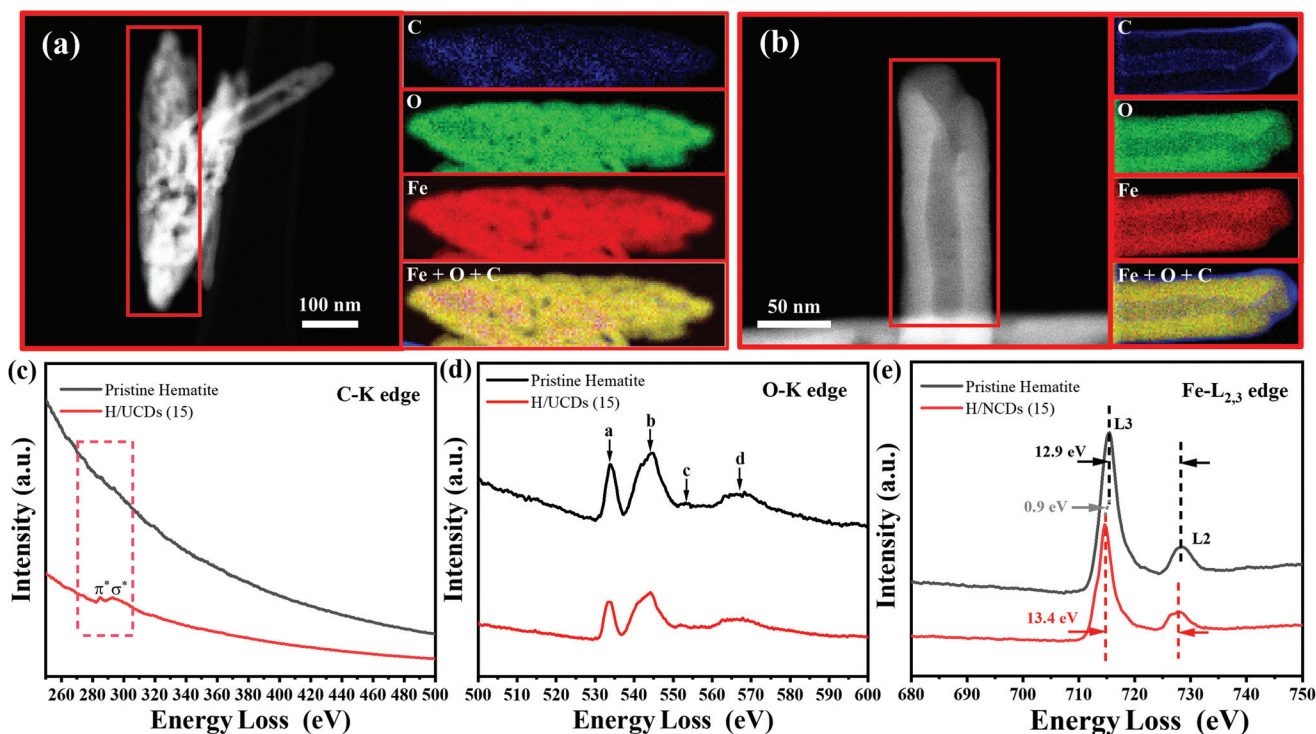 (a)
100 nm
C
O
Fe
Fe + O + C
(b)
50 nm
C
O
Fe
Fe + O + C
(c)
Pristine Hematite
H/UCDs (15)
C-K edge
π* σ*
Intensity (a.u.)
260 280 300 320 340 360 380 400 420 440 460 480 500
Energy Loss (eV)
(d)
Pristine Hematite
H/UCDs (15)
O-K edge
a
b
c
d
Intensity (a.u.)
500 510 520 530 540 550 560 570 580 590 600
Energy Loss (eV)
(e)
Pristine Hematite
H/NCDs (15)
Fe-L2,3 edge
L3
12.9 eV
0.9 eV
L2
13.4 eV
Intensity (a.u.)
680 690 700 710 720 730 740 750
Energy Loss (eV)